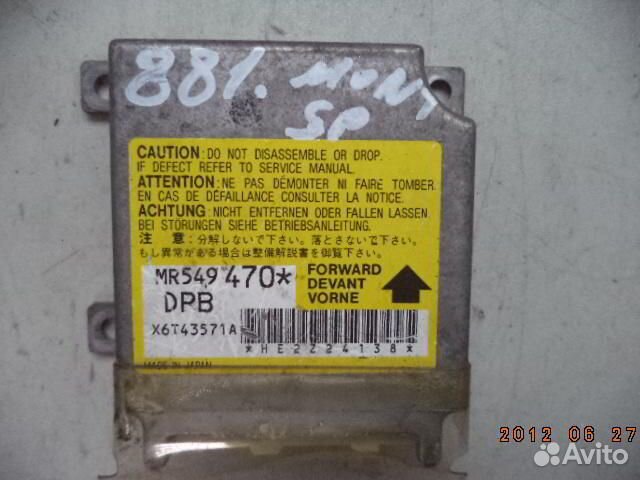 881. MONT
SP
CAUTION: DO NOT DISASSEMBLE OR DROP.
IF DEFECT REFER TO SERVICE MANUAL.
ATTENTION: NE PAS DÉMONTER NI FAIRE TOMBER.
EN CAS DE DÉFAILLANCE CONSULTER LA NOTICE.
ACHTUNG: NICHT ENTFERNEN ODER FALLEN LASSEN.
BEI STÖRUNGEN SIEHE BETRIEBSANLEITUNG.
注 意:分解しないで下さい。落とさないで下さい。
もし異常がある場合は整備解説書を御覧下さい。
MR549470*
DPB
X6T43571A
FORWARD
DEVANT
VORNE
*HE2Z24138*
MADE IN JAPAN
2012 06 27
Avito